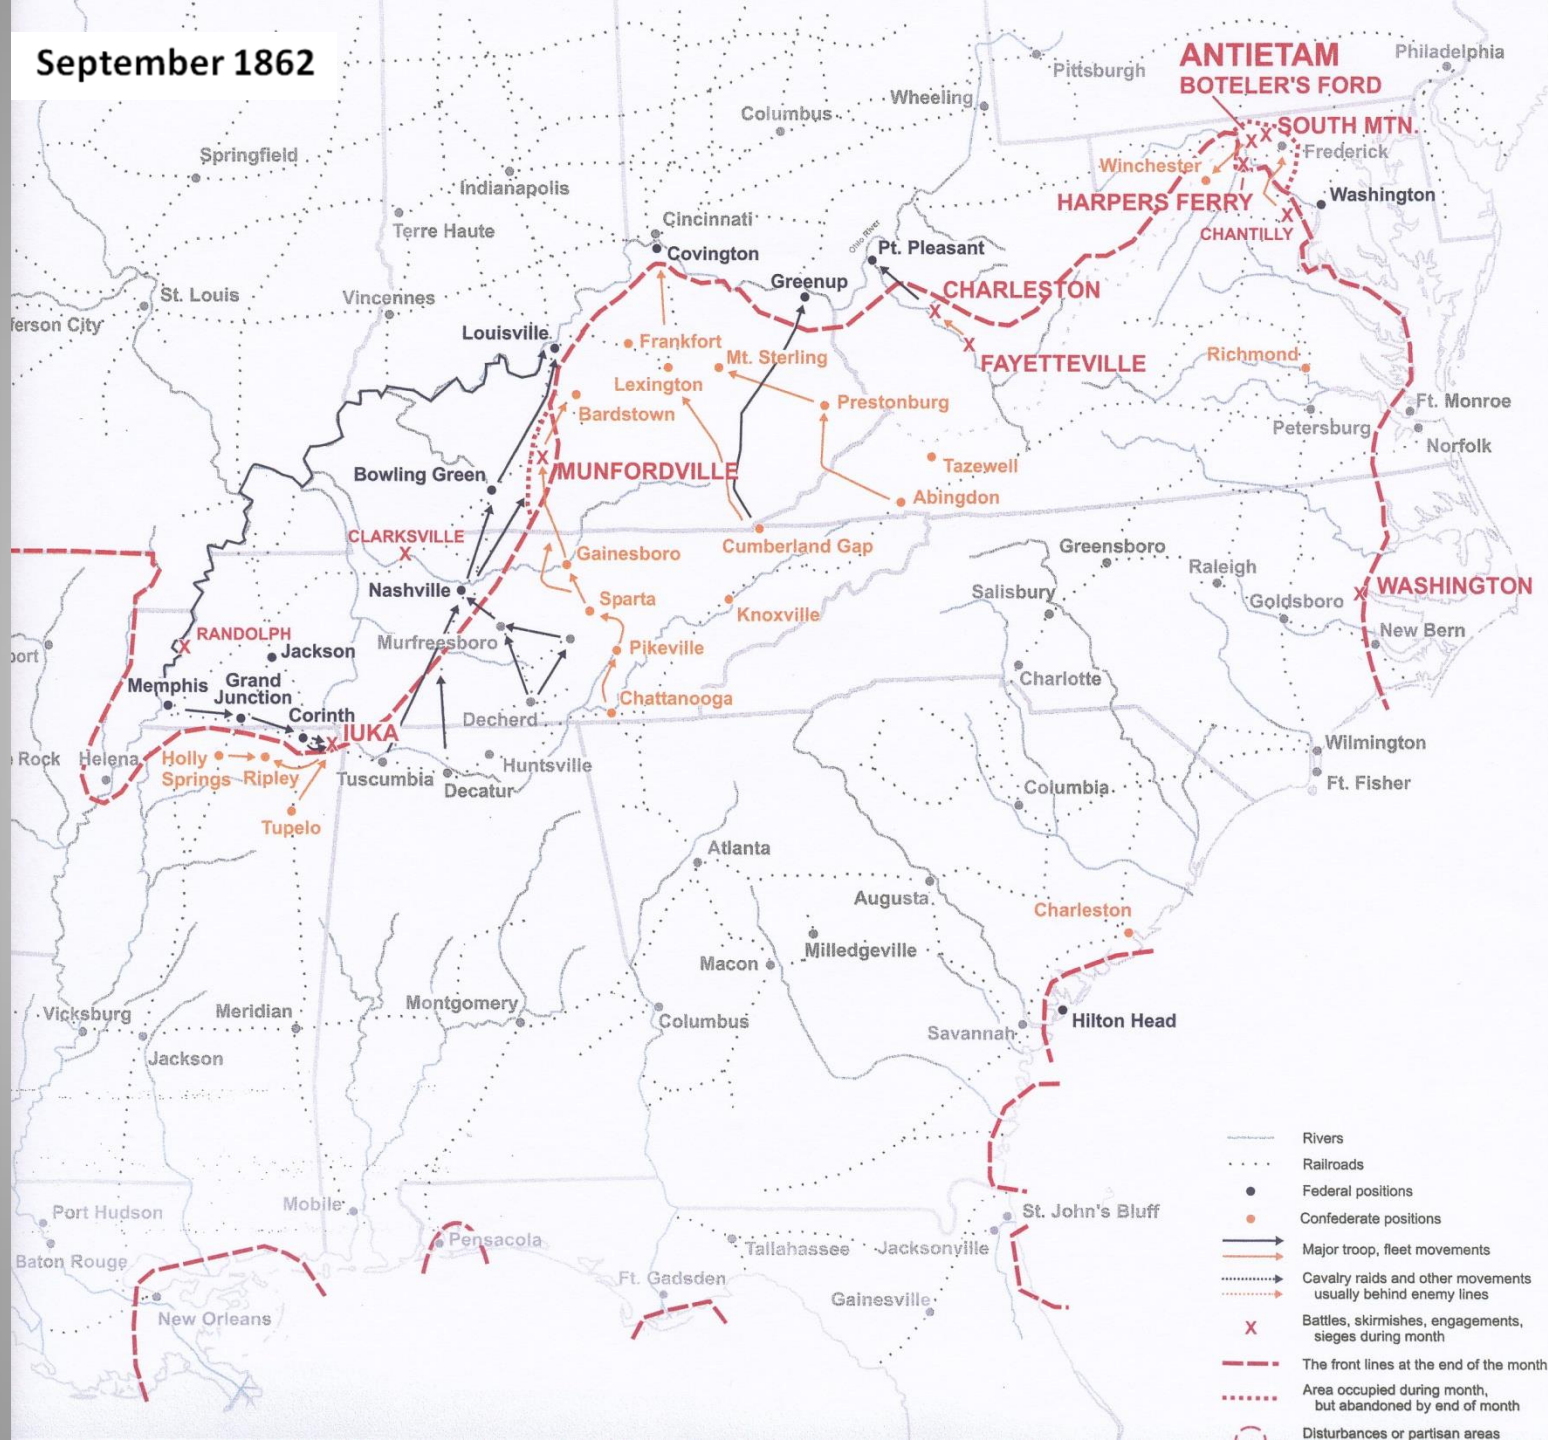 September 1862
ANTIETAM
BOTELER'S FORD
Philadelphia
Pittsburgh
Wheeling
Columbus
SOUTH MTN.
Frederick
Springfield
Winchester
Indianapolis
HARPERS FERRY
Washington
Cincinnati
Terre Haute
CHANTILLY
Ohio River
Pt. Pleasant
Covington
Greenup
CHARLESTON
St. Louis
Vincennes
ferson City
Louisville
Frankfort
Mt. Sterling
FAYETTEVILLE
Richmond
Lexington
Bardstown
Prestonburg
Ft. Monroe
Petersburg
Norfolk
Bowling Green
MUNFORDVILLE
Tazewell
Abingdon
CLARKSVILLE
Gainesboro
Cumberland Gap
Greensboro
Raleigh
Nashville
Sparta
Knoxville
Salisbury
Goldsboro
WASHINGTON
RANDOLPH
Murfreesboro
New Bern
Jackson
Pikeville
port
Memphis
Grand
Junction
Chattanooga
Charlotte
Corinth
IUKA
Decherd
Rock
Helena
Holly
Springs
Ripley
Tuscumbia
Huntsville
Decatur
Wilmington
Ft. Fisher
Columbia
Tupelo
Atlanta
Augusta
Charleston
Milledgeville
Macon
Vicksburg
Meridian
Montgomery
Columbus
Hilton Head
Savannah
Jackson
Port Hudson
Mobile
Pensacola
St. John's Bluff
Tallahassee
Jacksonville
Baton Rouge
Ft. Gadsden
Gainesville
New Orleans
Rivers
Railroads
Federal positions
Confederate positions
Major troop, fleet movements
Cavalry raids and other movements
usually behind enemy lines
X
Battles, skirmishes, engagements,
sieges during month
The front lines at the end of the month
Area occupied during month,
but abandoned by end of month
Disturbances or partisan areas